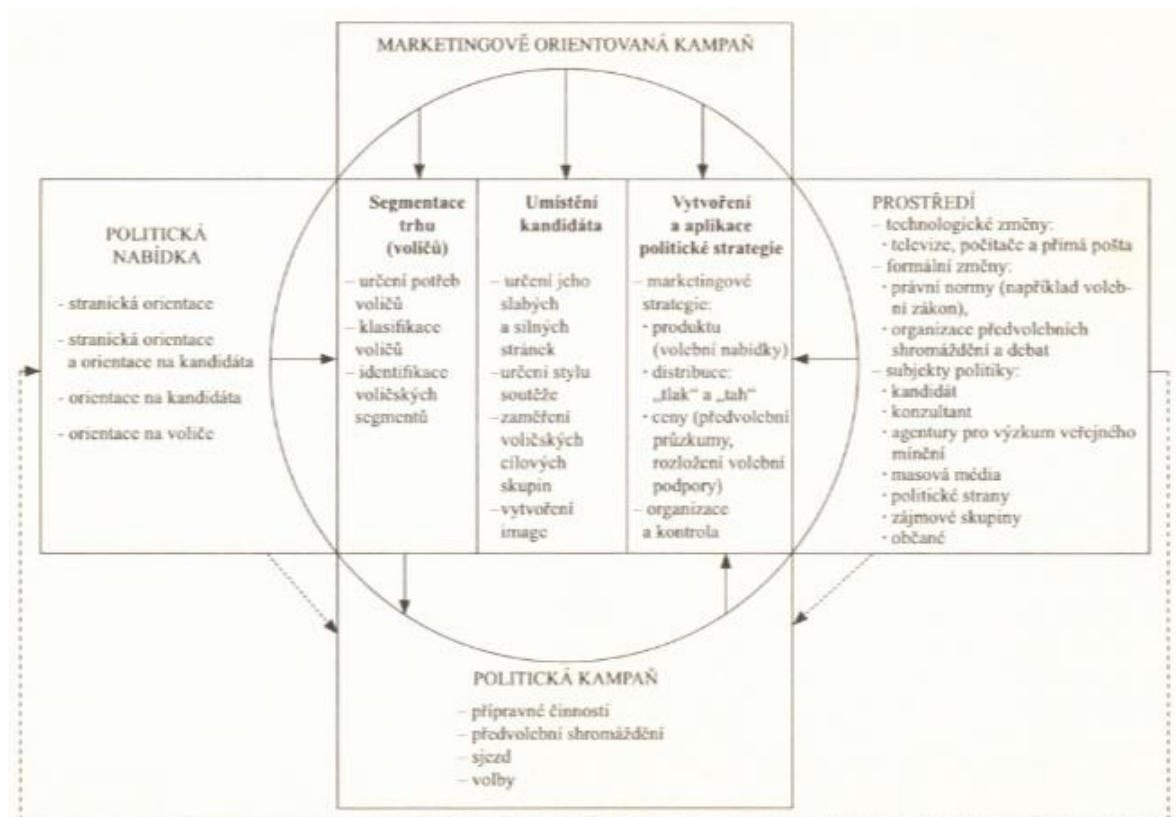 MARKETINGOVĚ ORIENTOVANÁ KAMPAŇ
POLITICKÁ
NABÍDKA
- stranická orientace
- stranická orientace
a orientace na kandidáta
- orientace na kandidáta
- orientace na voliče
Segmentace
trhu
(voličů)
– určení potřeb
voličů
– klasifikace
voličů
– identifikace
voličských
segmentů
Umístění
kandidáta
– určení jeho
slabých
a silných
stránek
– určení stylu
soutěže
– zaměření
voličských
cílových
skupin
– vytvoření
image
Vytvoření
a aplikace
politické strategie
– marketingové
strategie:
· produktu
(volební nabídky)
· distribuce:
„tlak“ a „tah“
· ceny (předvolební
průzkumy,
rozložení volební
podpory)
– organizace
a kontrola
PROSTŘEDÍ
– technologické změny:
· televize, počítače a přímá pošta
– formální změny:
· právní normy (například voleb-
ní zákon),
· organizace předvolebních
shromáždění a debat
– subjekty politiky:
· kandidát
· konzultant
· agentury pro výzkum veřejného
mínění
· masová média
· politické strany
· zájmové skupiny
· občané
POLITICKÁ KAMPAŇ
– přípravné činnosti
– předvolební shromáždění
– sjezd
– volby